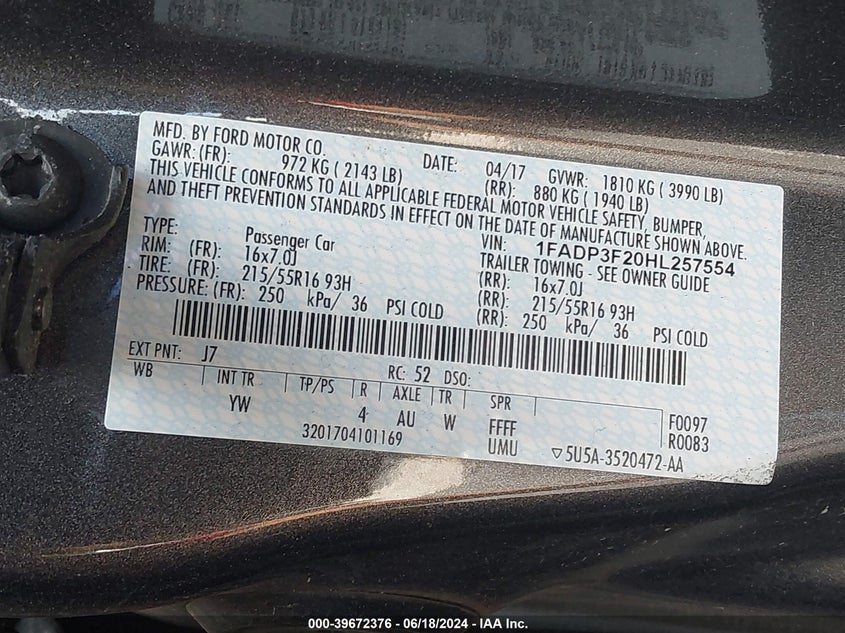 MFD. BY FORD MOTOR CO. DATE: 04/17 GVWR: 1810 KG ( 3990 LB)
GAWR: (FR): 972 KG ( 2143 LB) (RR): 880 KG ( 1940 LB)
THIS VEHICLE CONFORMS TO ALL APPLICABLE FEDERAL MOTOR VEHICLE SAFETY, BUMPER,
AND THEFT PREVENTION STANDARDS IN EFFECT ON THE DATE OF MANUFACTURE SHOWN ABOVE.
VIN: 1FADP3F20HL257554
TYPE: Passenger Car TRAILER TOWING - SEE OWNER GUIDE
RIM: (FR): 16x7.0J (RR): 16x7.0J
TIRE: (FR): 215/55R16 93H (RR): 215/55R16 93H
PRESSURE: (FR): 250 kPa/ 36 PSI COLD (RR): 250 kPa/ 36 PSI COLD
EXT PNT: J7 RC: 52 DSO:
WB INT TR TP/PS R AXLE TR SPR
YW 4 AU W FFFF F0097
UMU R0083
3201704101169 ▽5U5A-3520472-AA
000-39672376 - 06/18/2024 - IAA Inc.